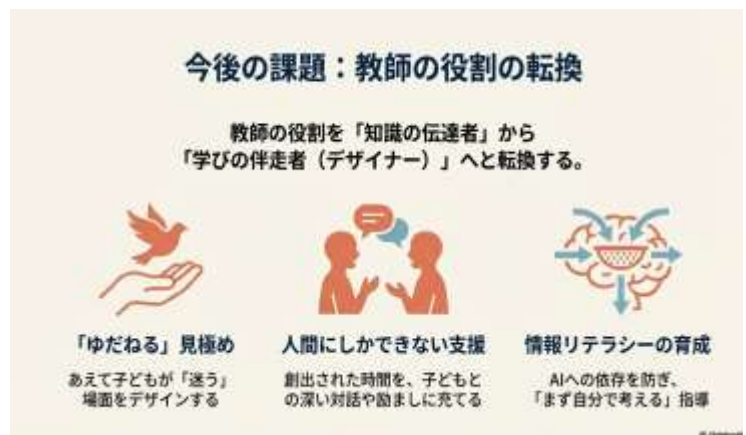 今後の課題：教師の役割の転換
教師の役割を「知識の伝達者」から
「学びの伴走者（デザイナー）」へと転換する。
「ゆだねる」見極め
あえて子どもが「迷う」
場面をデザインする
人間にしかできない支援
創出された時間を、子どもと
の深い対話や励ましに充てる
情報リテラシーの育成
AIへの依存を防ぎ、
「まず自分で考える」指導